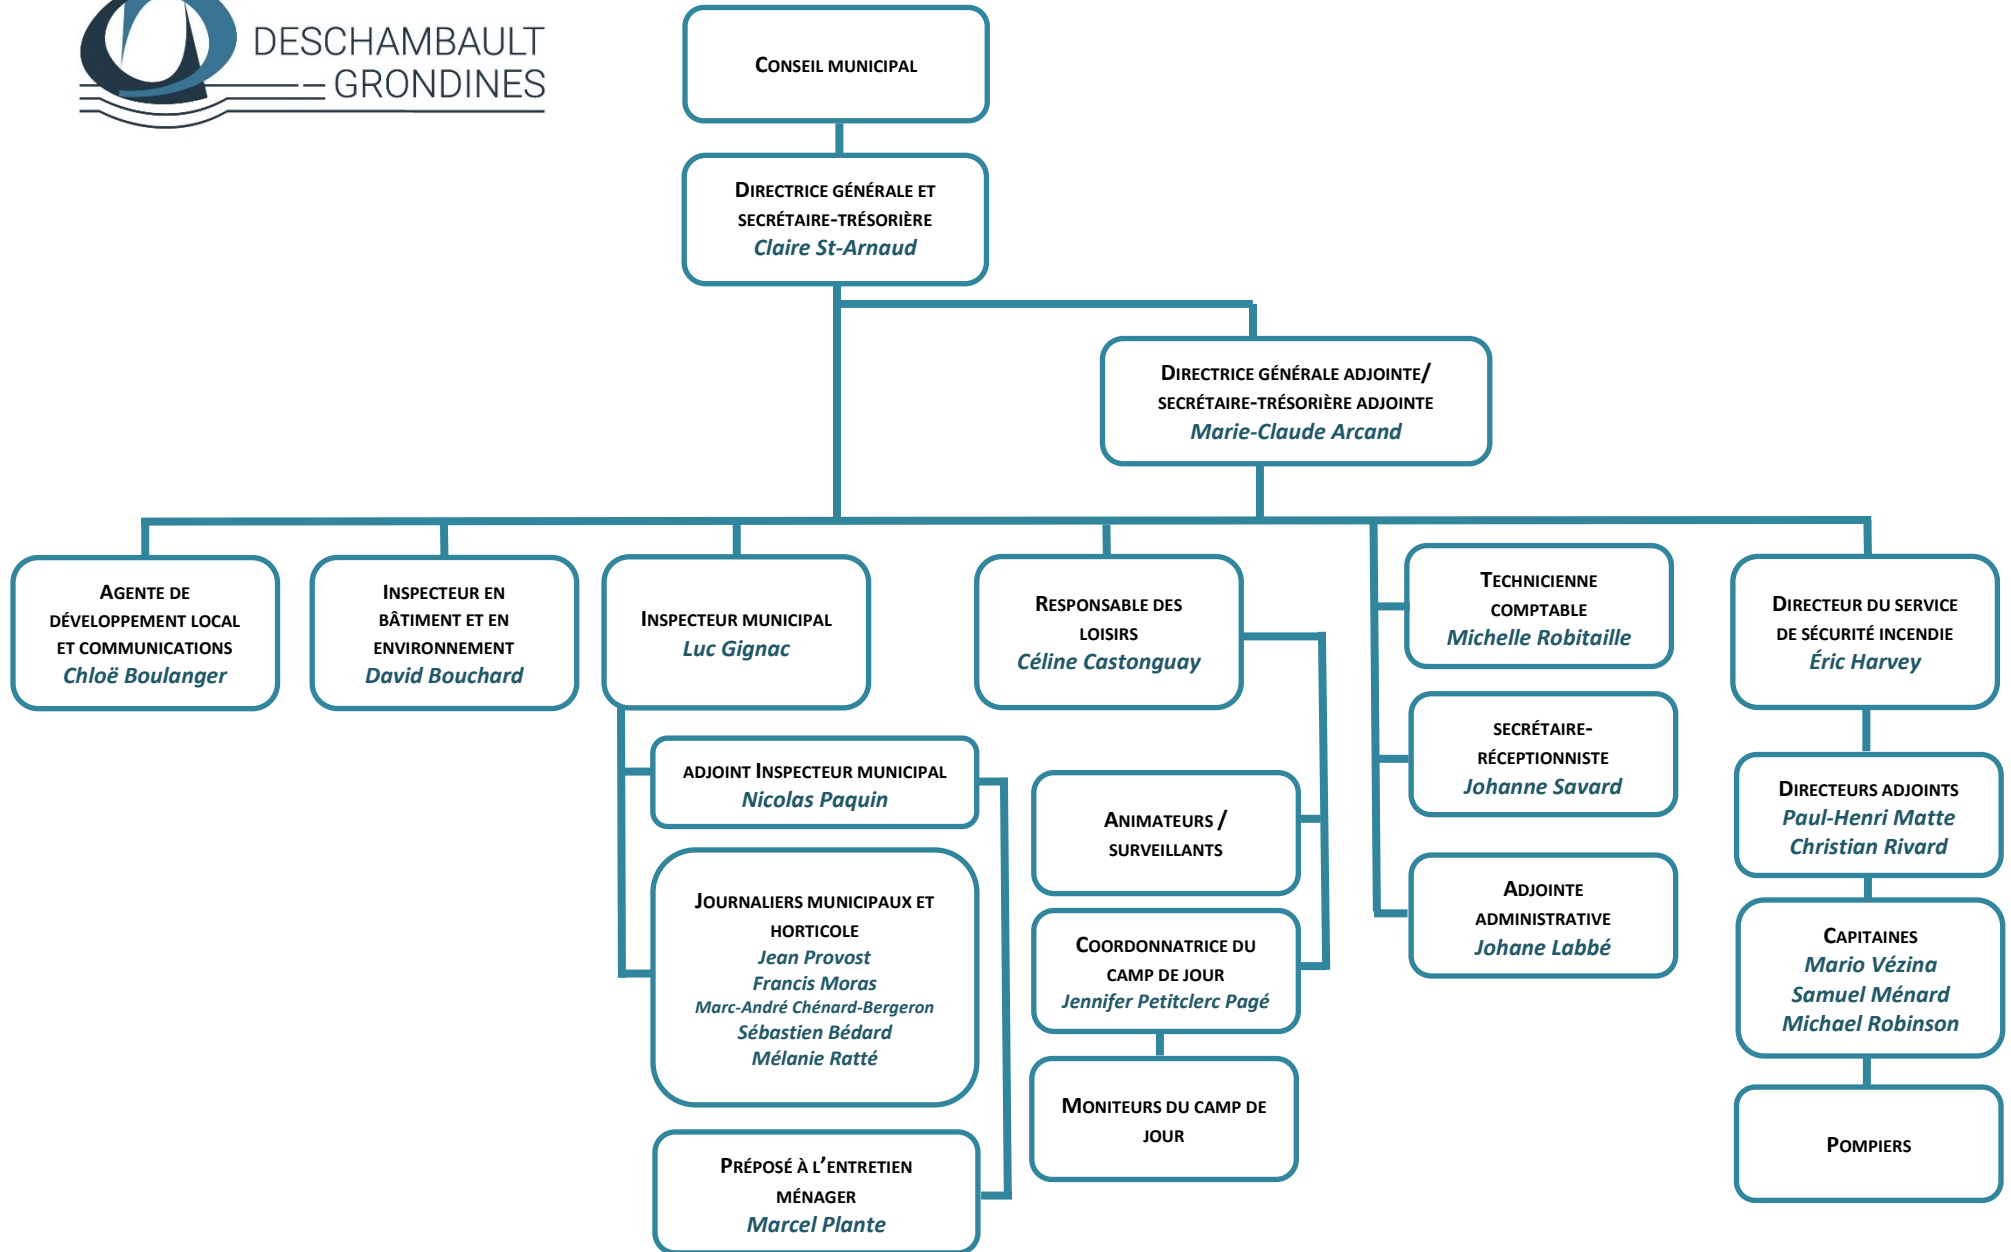 DESCHAMBAULT
GRONDINES
CONSEIL MUNICIPAL
DIRECTRICE GÉNÉRALE ET
SECRÉTAIRE-TRÉSORIÈRE
Claire St-Arnaud
DIRECTRICE GÉNÉRALE ADJOINTE/
SECRÉTAIRE-TRÉSORIÈRE ADJOINTE
Marie-Claude Arcand
AGENTE DE
DÉVELOPPEMENT LOCAL
ET COMMUNICATIONS
Chloë Boulanger
INSPECTEUR EN
BÂTIMENT ET EN
ENVIRONNEMENT
David Bouchard
INSPECTEUR MUNICIPAL
Luc Gignac
RESPONSABLE DES
LOISIRS
Céline Castonguay
TECHNICIENNE
COMPTABLE
Michelle Robitaille
DIRECTEUR DU SERVICE
DE SÉCURITÉ INCENDIE
Éric Harvey
ADJOINT INSPECTEUR MUNICIPAL
Nicolas Paquin
JOURNALIERS MUNICIPAUX ET
HORTICOLE
Jean Provost
Francis Moras
Marc-André Chénard-Bergeron
Sébastien Bédard
Mélanie Ratté
PRÉPOSÉ À L'ENTRETIEN
MÉNAGER
Marcel Plante
ANIMATEURS /
SURVEILLANTS
COORDONNATRICE DU
CAMP DE JOUR
Jennifer Petitclerc Pagé
MONITEURS DU CAMP DE
JOUR
SECRÉTAIRE-
RÉCEPTIONNISTE
Johanne Savard
ADJOINTE
ADMINISTRATIVE
Johane Labbé
DIRECTEURS ADJOINTS
Paul-Henri Matte
Christian Rivard
CAPITAINES
Mario Vézina
Samuel Ménard
Michael Robinson
POMPIERS